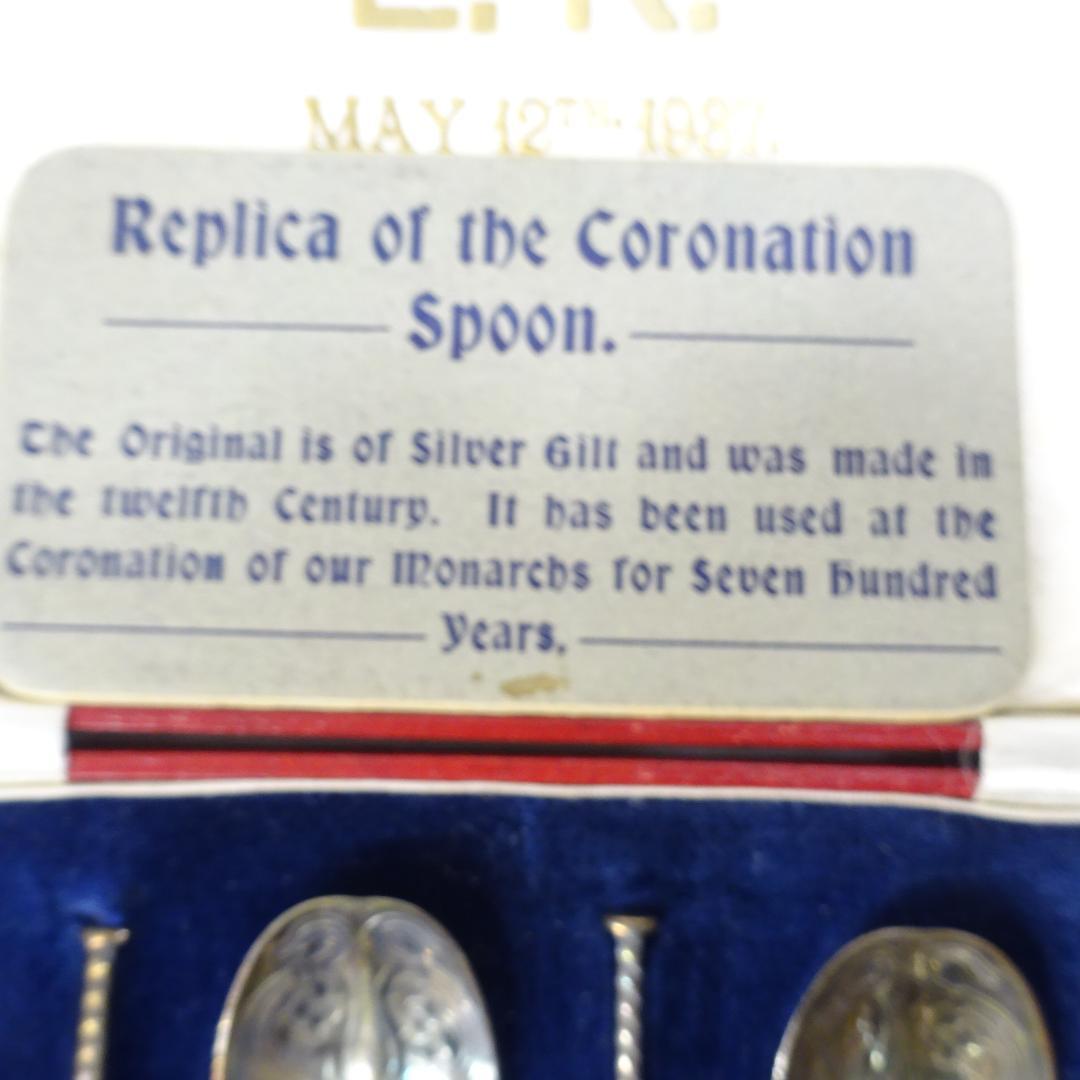 E. R.
MAY 12TH. 1937.
Replica of the Coronation
Spoon.
The Original is of Silver Gilt and was made in
the twelfth Century. It has been used at the
Coronation of our Monarchs for Seven Hundred
Years.